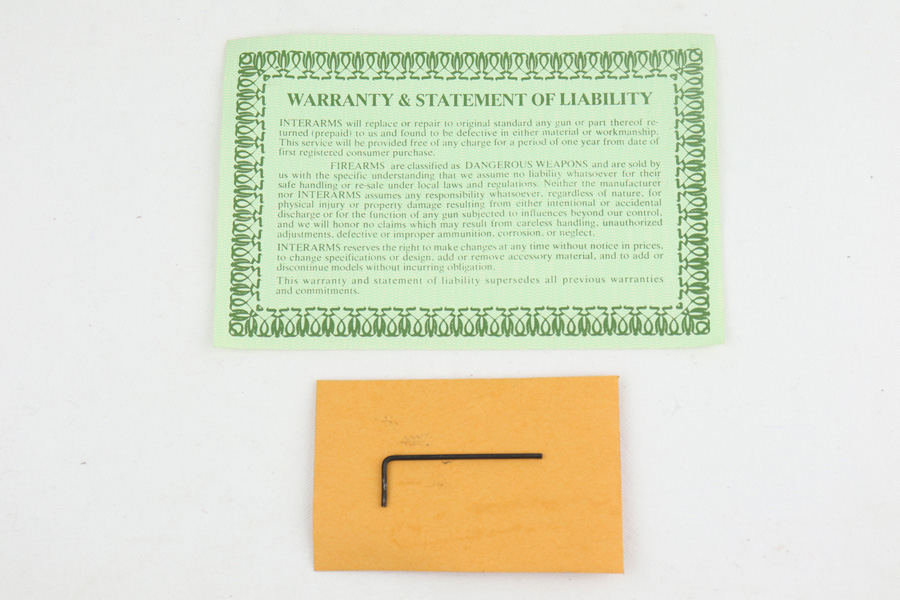 WARRANTY & STATEMENT OF LIABILITY
INTERARMS will replace or repair to original standard any gun or part thereof re-
turned (prepaid) to us and found to be defective in either material or workmanship.
This service will be provided free of any charge for a period of one year from date of
first registered consumer purchase.
FIREARMS are classified as DANGEROUS WEAPONS and are sold by
us with the specific understanding that we assume no liability whatsoever for their
safe handling or re-sale under local laws and regulations. Neither the manufacturer
nor INTERARMS assumes any responsibility whatsoever, regardless of nature, for
physical injury or property damage resulting from either intentional or accidental
discharge or for the function of any gun subjected to influences beyond our control,
and we will honor no claims which may result from careless handling, unauthorized
adjustments, defective or improper ammunition, corrosion, or neglect.
INTERARMS reserves the right to make changes at any time without notice in prices,
to change specifications or design, add or remove accessory material, and to add or
discontinue models without incurring obligation.
This warranty and statement of liability supersedes all previous warranties
and commitments.